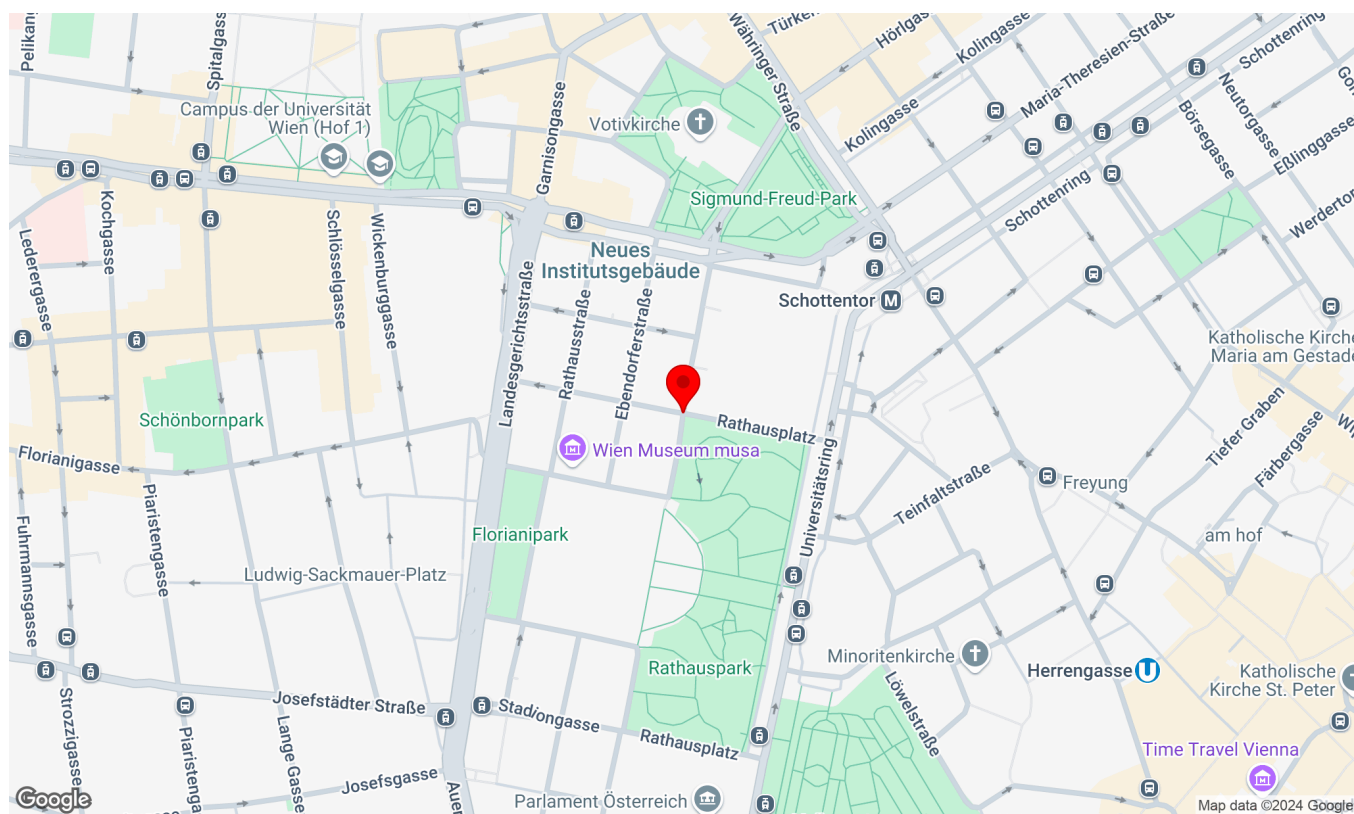 Pelikang
Spitalgasse
Türken
Hörlgasse
Kolingasse
Maria-Theresien-Straße
Schottenring
Währinger Straße
Campus der Universität
Wien (Hof 1)
Garnisongasse
Votivkirche
Kolingasse
Börsegasse
Neutorgasse
Eßlinggasse
Sigmund-Freud-Park
Kochgasse
Schlösselgasse
Wickenburggasse
Schottenring
Werdertor
Lederergasse
Neues
Institutsgebäude
Landesgerichtsstraße
Rathausstraße
Ebendorferstraße
Schottentor
M
Katholische Kirche
Maria am Gestade
Schönbornpark
Rathausplatz
Wien Museum musa
Tiefer Graben
Färbergasse
Florianigasse
Piaristengasse
Universitätsring
Teinfaltstraße
Freyung
Florianipark
am hof
Fuhrmannsgasse
Ludwig-Sackmauer-Platz
Rathauspark
Minoritenkirche
Herrengasse
U
Katholische
Kirche St. Peter
Löwelstraße
Josefstädter Straße
Stadiongasse
Rathausplatz
Strozzigasse
Piaristenga
Lange Gasse
Josefsgasse
Auer
Time Travel Vienna
Parlament Österreich
Google
Map data ©2024 Google